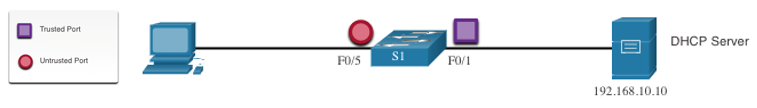 Trusted Port
Untrusted Port
F0/5
S1
F0/1
DHCP Server
192.168.10.10